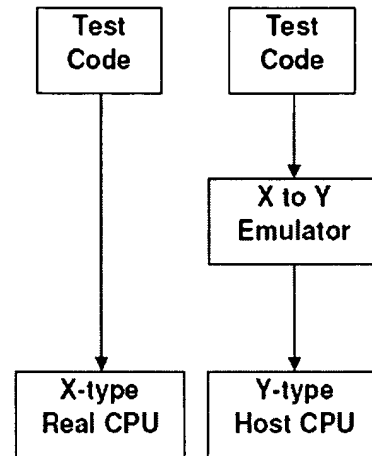 Test
Code
Test
Code
X to Y
Emulator
X-type
Real CPU
Y-type
Host CPU